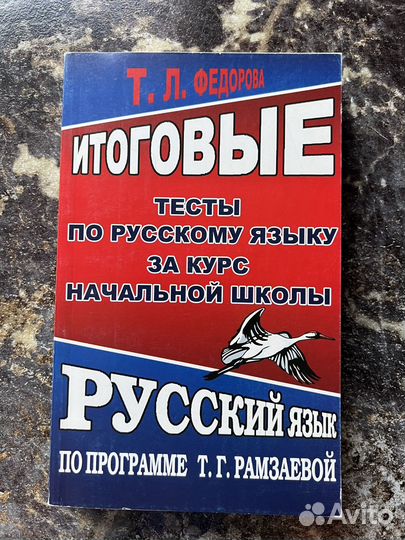 Т. Л. ФЕДОРОВА
ИТОГОВЫЕ
ТЕСТЫ
ПО РУССКОМУ ЯЗЫКУ
ЗА КУРС
НАЧАЛЬНОЙ ШКОЛЫ
РУССКИЙ ЯЗЫК
ПО ПРОГРАММЕ Т. Г. РАМЗАЕВОЙ
Avito